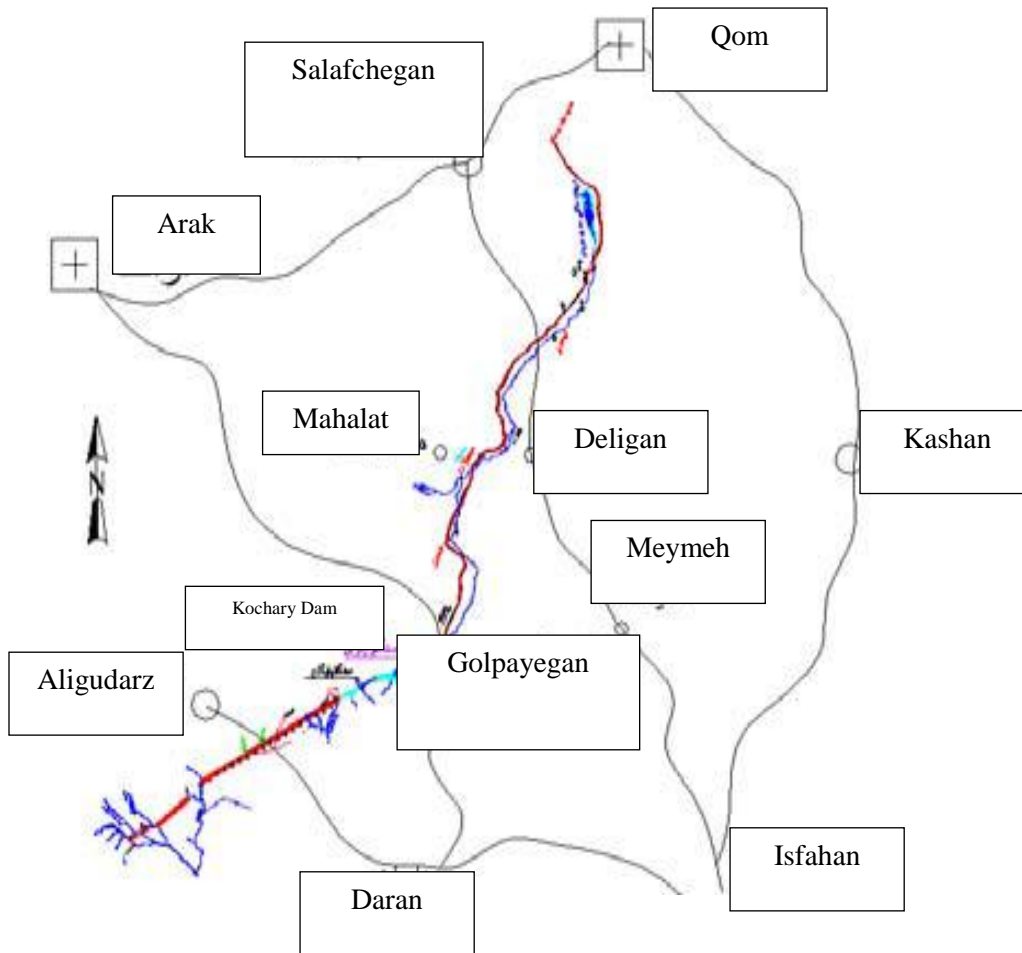 Qom
Salafchegan
Arak
Mahalat
Deligan
Kashan
N
Meymeh
Kochary Dam
Golpayegan
Aligudarz
Isfahan
Daran